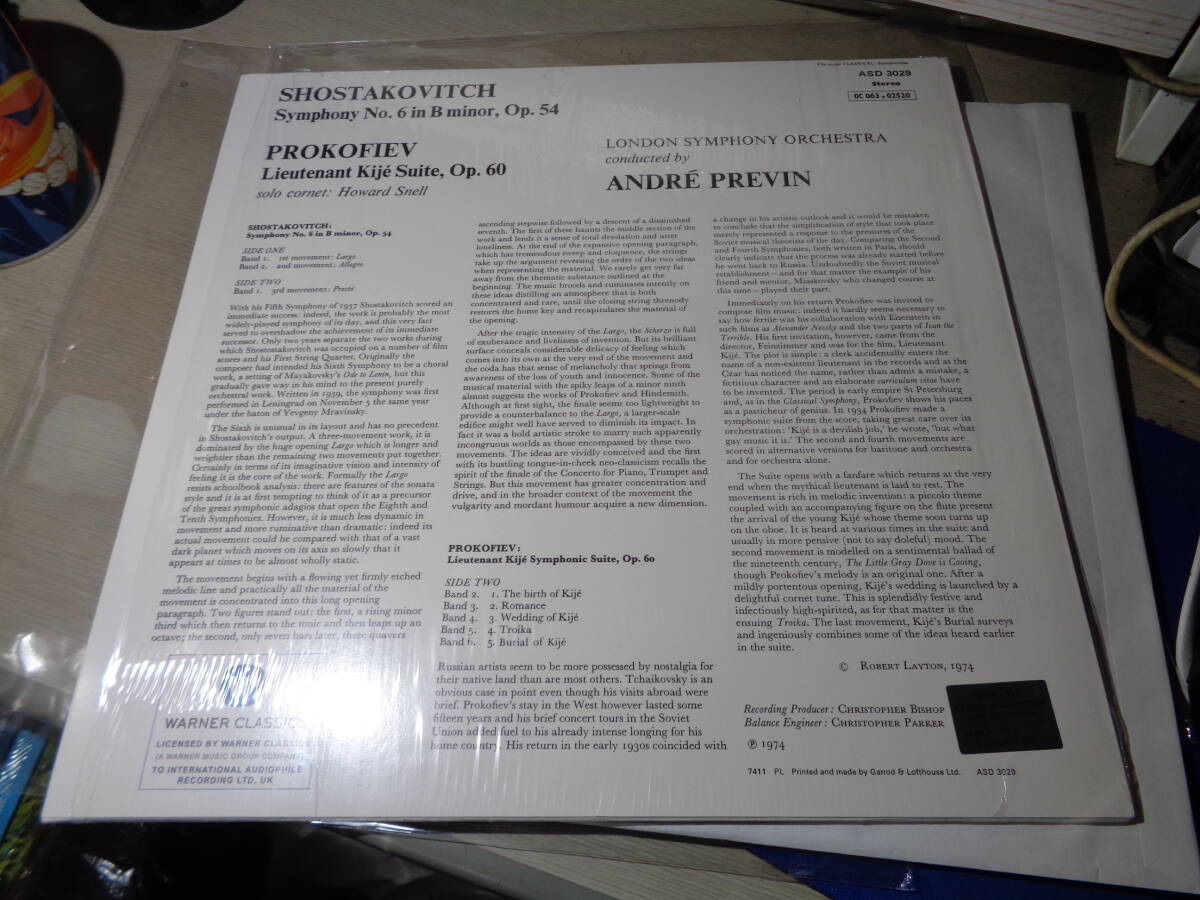 File under CLASSICAL: Symphonies
ASD 3029
Stereo
0C 063 • 02520
SHOSTAKOVITCH
Symphony No. 6 in B minor, Op. 54
PROKOFIEV
Lieutenant Kijé Suite, Op. 60
solo cornet: Howard Snell
LONDON SYMPHONY ORCHESTRA
conducted by
ANDRÉ PREVIN
SHOSTAKOVITCH:
Symphony No. 6 in B minor, Op. 54
SIDE ONE
Band 1. 1st movement: Largo
Band 2. 2nd movement: Allegro
SIDE TWO
Band 1. 3rd movement: Presto
With his Fifth Symphony of 1937 Shostakovitch scored an
immediate success: indeed, the work is probably the most
widely-played symphony of its day, and this very fact
served to overshadow the achievement of its immediate
successor. Only two years separate the two works during
which Shostostakovitch was occupied on a number of film
scores and his First String Quartet. Originally the
composer had intended his Sixth Symphony to be a choral
work, a setting of Mayakovsky's Ode to Lenin, but this
gradually gave way in his mind to the present purely
orchestral work. Written in 1939, the symphony was first
performed in Leningrad on November 5 the same year
under the baton of Yevgeny Mravinsky.
The Sixth is unusual in its layout and has no precedent
in Shostakovitch's output. A three-movement work, it is
dominated by the huge opening Largo which is longer and
weightier than the remaining two movements put together.
Certainly in terms of its imaginative vision and intensity of
feeling it is the core of the work. Formally the Largo
resists schoolbook analysis: there are features of the sonata
style and it is at first tempting to think of it as a precursor
of the great symphonic adagios that open the Eighth and
Tenth Symphonies. However, it is much less dynamic in
movement and more ruminative than dramatic: indeed its
actual movement could be compared with that of a vast
dark planet which moves on its axis so slowly that it
appears at times to be almost wholly static.
The movement begins with a flowing yet firmly etched
melodic line and practically all the material of the
movement is concentrated into this long opening
paragraph. Two figures stand out: the first, a rising minor
third which then returns to the tonic and then leaps up an
octave; the second, only seven bars later, three quavers
ascending stepwise followed by a descent of a diminished
seventh. The first of these haunts the middle section of the
work and lends it a sense of total desolation and utter
loneliness. At the end of the expansive opening paragraph,
which has tremendous sweep and eloquence, the strings
take up the argument reversing the order of the two ideas
when representing the material. We rarely get very far
away from the thematic substance outlined at the
beginning. The music broods and ruminates intently on
these ideas distilling an atmosphere that is both
concentrated and rare, until the closing string threnody
restores the home key and recapitulates the material of
the opening.
After the tragic intensity of the Largo, the Scherzo is full
of exuberance and liveliness of invention. But its brilliant
surface conceals considerable delicacy of feeling which
comes into its own at the very end of the movement and
the coda has that sense of melancholy that springs from
awareness of the loss of youth and innocence. Some of the
musical material with the spiky leaps of a minor ninth
almost suggests the works of Prokofiev and Hindemith.
Although at first sight, the finale seems too lightweight to
provide a counterbalance to the Largo, a larger-scale
edifice might well have served to diminish its impact. In
fact it was a bold artistic stroke to marry such apparently
incongruous worlds as those encompassed by these two
movements. The ideas are vividly conceived and the first
with its bustling tongue-in-cheek neo-classicism recalls the
spirit of the finale of the Concerto for Piano, Trumpet and
Strings. But this movement has greater concentration and
drive, and in the broader context of the movement the
vulgarity and mordant humour acquire a new dimension.
PROKOFIEV:
Lieutenant Kijé Symphonic Suite, Op. 60
SIDE TWO
Band 2. 1. The birth of Kijé
Band 3. 2. Romance
Band 4. 3. Wedding of Kijé
Band 5. 4. Troika
Band 6. 5. Burial of Kijé
Russian artists seem to be more possessed by nostalgia for
their native land than are most others. Tchaikovsky is an
obvious case in point even though his visits abroad were
brief. Prokofiev's stay in the West however lasted some
fifteen years and his brief concert tours in the Soviet
Union added fuel to his already intense longing for his
home country. His return in the early 1930s coincided with
a change in his artistic outlook and it would be mistaken
to conclude that the simplification of style that took place
merely represented a response to the pressures of the
Soviet musical theorists of the day. Comparing the Second
and Fourth Symphonies, both written in Paris, should
clearly indicate that the process was already started before
he went back to Russia. Undoubtedly the Soviet musical
establishment – and for that matter the example of his
friend and mentor, Miaskovsky who changed course at
this time – played their part.
Immediately on his return Prokofiev was invited to
compose film music: indeed it hardly seems necessary to
say how fertile was his collaboration with Eisenstein in
such films as Alexander Nevsky and the two parts of Ivan the
Terrible. His first invitation, however, came from the
director, Feinzimmer and was for the film, Lieutenant
Kijé. The plot is simple: a clerk accidentally enters the
name of a non-existent lieutenant in the records and as the
Czar has noticed the name, rather than admit a mistake, a
fictitious character and an elaborate curriculum vitae have
to be invented. The period is early empire St Petersburg
and, as in the Classical Symphony, Prokofiev shows his paces
as a pasticheur of genius. In 1934 Prokofiev made a
symphonic suite from the score, taking great care over its
orchestration: 'Kijé is a devilish job,' he wrote, 'but what
gay music it is.' The second and fourth movements are
scored in alternative versions for baritone and orchestra
and for orchestra alone.
The Suite opens with a fanfare which returns at the very
end when the mythical lieutenant is laid to rest. The
movement is rich in melodic invention: a piccolo theme
coupled with an accompanying figure on the flute present
the arrival of the young Kijé whose theme soon turns up
on the oboe. It is heard at various times in the suite and
usually in more pensive (not to say doleful) mood. The
second movement is modelled on a sentimental ballad of
the nineteenth century, The Little Gray Dove is Cooing,
though Prokofiev's melody is an original one. After a
mildly portentous opening, Kijé's wedding is launched by a
delightful cornet tune. This is splendidly festive and
infectiously high-spirited, as for that matter is the
ensuing Troika. The last movement, Kijé's Burial surveys
and ingeniously combines some of the ideas heard earlier
in the suite.
© ROBERT LAYTON, 1974
Recording Producer: CHRISTOPHER BISHOP
Balance Engineer: CHRISTOPHER PARKER
℗ 1974
7411 PL Printed and made by Garrod & Lofthouse Ltd. ASD 3029
WARNER CLASSICS
LICENSED BY WARNER CLASSICS
(A WARNER MUSIC GROUP COMPANY)
TO INTERNATIONAL AUDIOPHILE
RECORDING LTD, UK